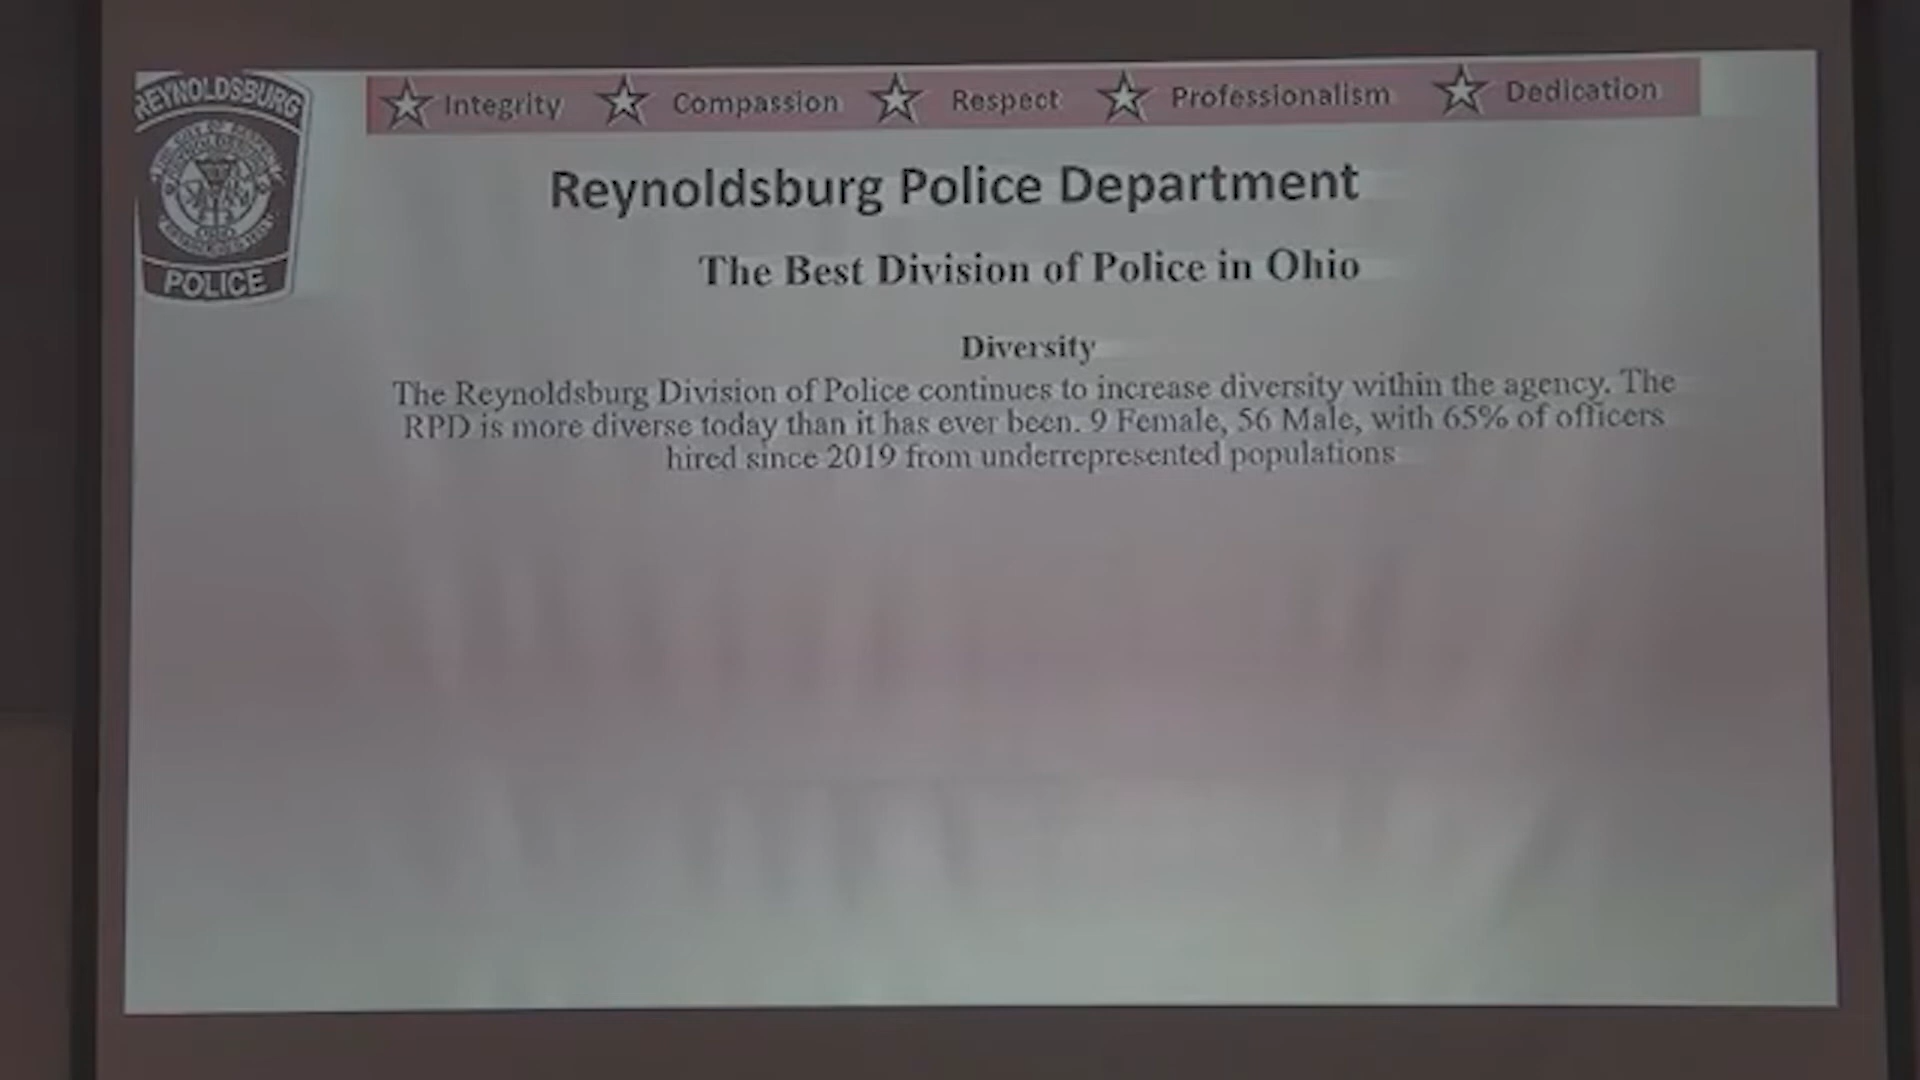 REYNOLDSBURG
POLICE
Integrity Compassion Respect Professionalism Dedication
Reynoldsburg Police Department
The Best Division of Police in Ohio
Diversity
The Reynoldsburg Division of Police continues to increase diversity within the agency. The
RPD is more diverse today than it has ever been. 9 Female, 56 Male, with 65% of officers
hired since 2019 from underrepresented populations